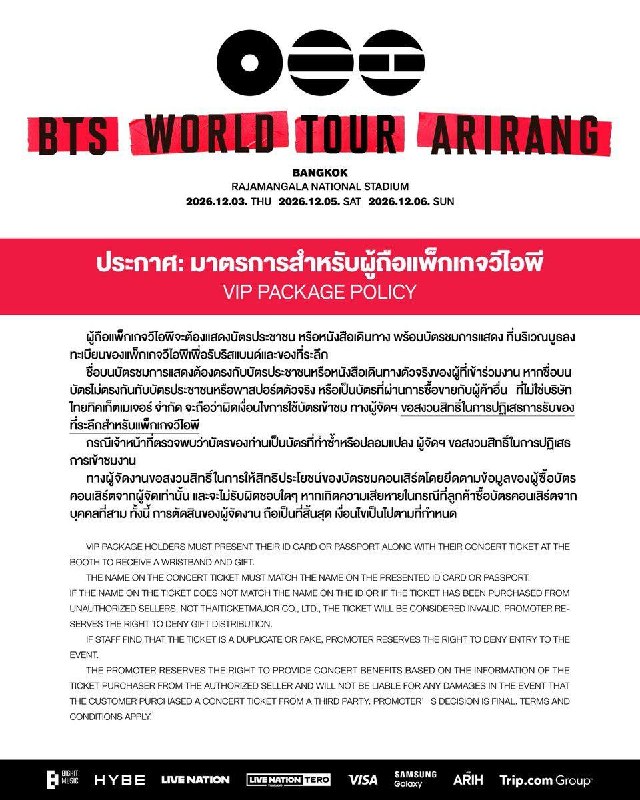 BTS WORLD TOUR ARIRANG
BANGKOK
RAJAMANGALA NATIONAL STADIUM
2026.12.03. THU 2026.12.05. SAT 2026.12.06. SUN
ประกาศ: มาตรการสำหรับผู้ถือแพ็กเกจวีไอพี
VIP PACKAGE POLICY
ผู้ถือแพ็กเกจวีไอพีจะต้องแสดงบัตรประชาชน หรือหนังสือเดินทาง พร้อมบัตรชมการแสดง ที่บริเวณบูธลง
ทะเบียนของแพ็กเกจวีไอพีเพื่อรับริสแบนด์และของที่ระลึก
ชื่อบนบัตรชมการแสดงต้องตรงกับบัตรประชาชนหรือหนังสือเดินทางตัวจริงของผู้ที่เข้าร่วมงาน หากชื่อบน
บัตรไม่ตรงกันกับบัตรประชาชนหรือพาสปอร์ตตัวจริง หรือเป็นบัตรที่ผ่านการซื้อขายกับผู้ค้าอื่น ที่ไม่ใช่บริษัท
ไทยทิคเก็ตเมเจอร์ จำกัด จะถือว่าผิดเงื่อนไขการใช้บัตรเข้าชม ทางผู้จัดฯ ขอสงวนสิทธิ์ในการปฏิเสธการรับของ
ที่ระลึกสำหรับแพ็กเกจวีไอพี
กรณีเจ้าหน้าที่ตรวจพบว่าบัตรของท่านเป็นบัตรที่ทำซ้ำหรือปลอมแปลง ผู้จัดฯ ขอสงวนสิทธิ์ในการปฏิเสธ
การเข้าชมงาน
ทางผู้จัดงานขอสงวนสิทธิ์ในการให้สิทธิประโยชน์ของบัตรชมคอนเสิร์ตโดยยึดตามข้อมูลของผู้ซื้อบัตร
คอนเสิร์ตจากผู้จัดเท่านั้น และจะไม่รับผิดชอบใดๆ หากเกิดความเสียหายในกรณีที่ลูกค้าซื้อบัตรคอนเสิร์ตจาก
บุคคลที่สาม ทั้งนี้ การตัดสินของผู้จัดงาน ถือเป็นที่สิ้นสุด เงื่อนไขเป็นไปตามที่กำหนด
VIP PACKAGE HOLDERS MUST PRESENT THEIR ID CARD OR PASSPORT ALONG WITH THEIR CONCERT TICKET AT THE
BOOTH TO RECEIVE A WRISTBAND AND GIFT.
THE NAME ON THE CONCERT TICKET MUST MATCH THE NAME ON THE PRESENTED ID CARD OR PASSPORT.
IF THE NAME ON THE TICKET DOES NOT MATCH THE NAME ON THE ID OR IF THE TICKET HAS BEEN PURCHASED FROM
UNAUTHORIZED SELLERS, NOT THAITICKETMAJOR CO., LTD., THE TICKET WILL BE CONSIDERED INVALID. PROMOTER RE-
SERVES THE RIGHT TO DENY GIFT DISTRIBUTION.
IF STAFF FIND THAT THE TICKET IS A DUPLICATE OR FAKE, PROMOTER RESERVES THE RIGHT TO DENY ENTRY TO THE
EVENT.
THE PROMOTER RESERVES THE RIGHT TO PROVIDE CONCERT BENEFITS BASED ON THE INFORMATION OF THE
TICKET PURCHASER FROM THE AUTHORIZED SELLER AND WILL NOT BE LIABLE FOR ANY DAMAGES IN THE EVENT THAT
THE CUSTOMER PURCHASED A CONCERT TICKET FROM A THIRD PARTY. PROMOTER'S DECISION IS FINAL. TERMS AND
CONDITIONS APPLY.
BIGHIT MUSIC HYBE LIVE NATION LIVE NATION TERO VISA SAMSUNG Galaxy ARIH Trip.com Group